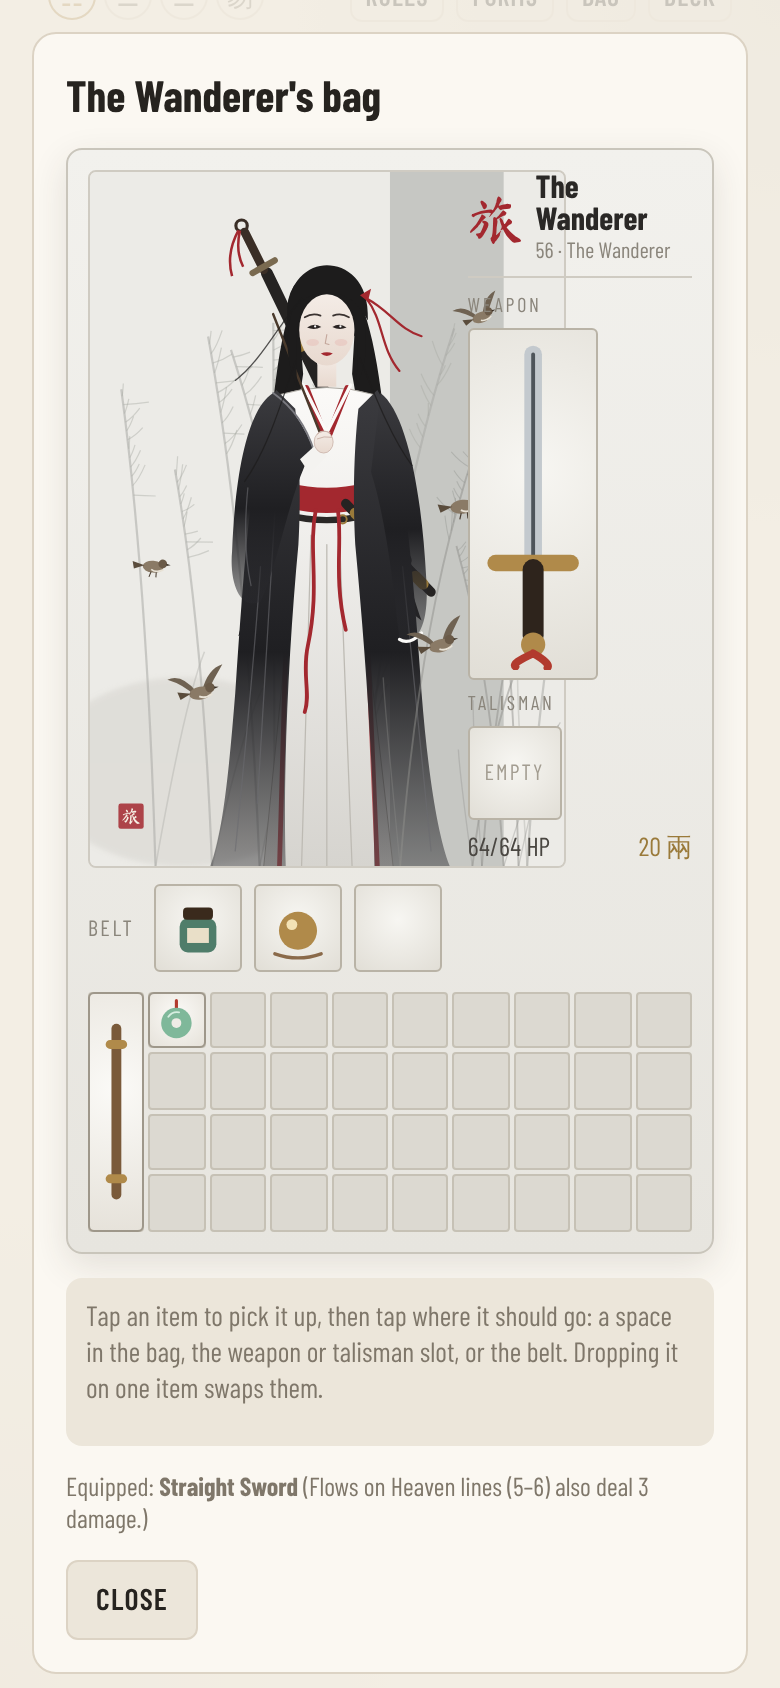 The Wanderer's bag
旅
The
Wanderer
56 · The Wanderer
WEAPON
TALISMAN
EMPTY
旅
64/64 HP
20 兩
BELT
Tap an item to pick it up, then tap where it should go: a space
in the bag, the weapon or talisman slot, or the belt. Dropping it
on one item swaps them.
Equipped: Straight Sword (Flows on Heaven lines (5–6) also deal 3
damage.)
CLOSE